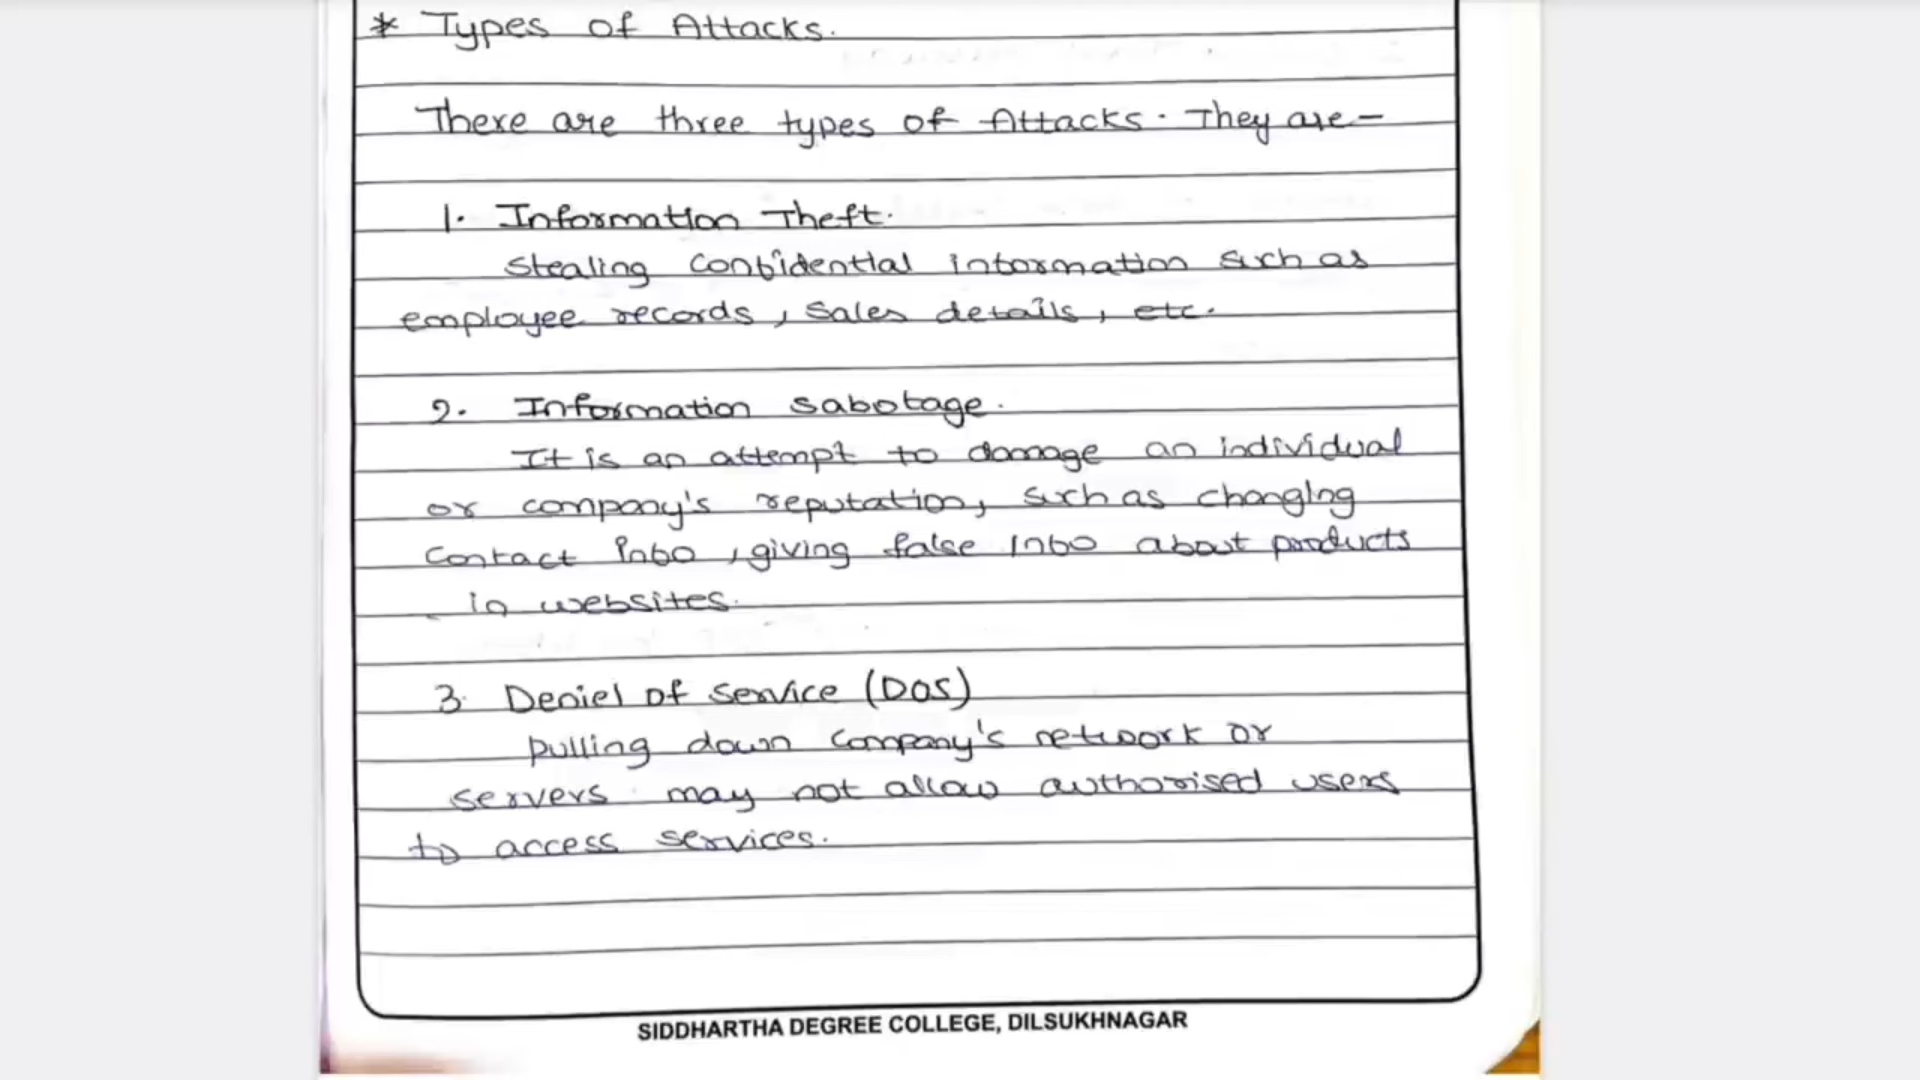 * Types of Attacks.
There are three types of Attacks. They are -
1. Information Theft.
Stealing confidential information such as
employee records, sales details, etc.
2. Information sabotage.
It is an attempt to damage an individual
or company's reputation, such as changing
contact info, giving false info about products
in websites.
3. Deniel of service (DOS)
pulling down company's network or
servers may not allow authorised users
to access services.
SIDDHARTHA DEGREE COLLEGE, DILSUKHNAGAR